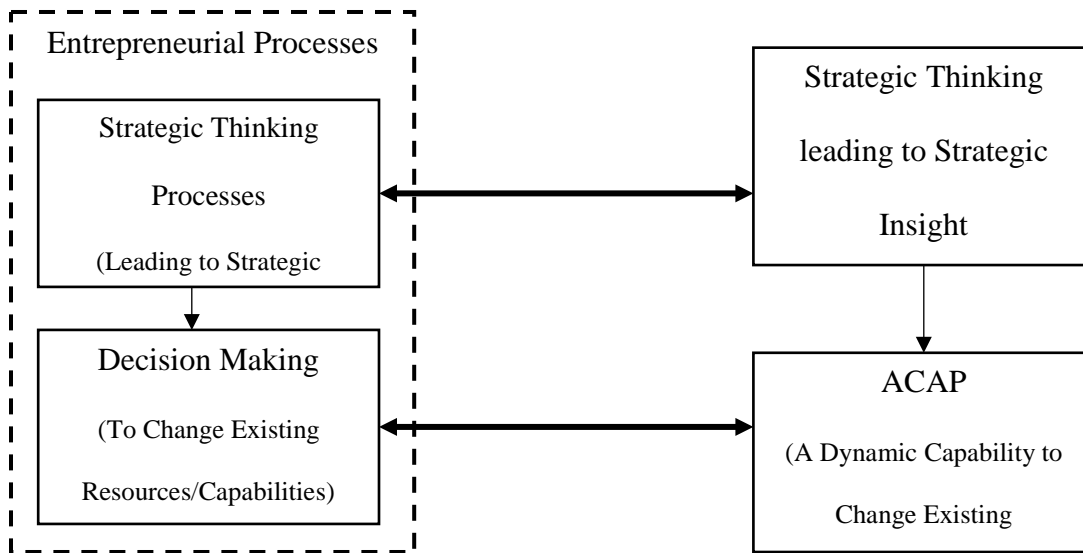 Entrepreneurial Processes
Strategic Thinking
Processes
(Leading to Strategic
Decision Making
(To Change Existing
Resources/Capabilities)
Strategic Thinking
leading to Strategic
Insight
ACAP
(A Dynamic Capability to
Change Existing